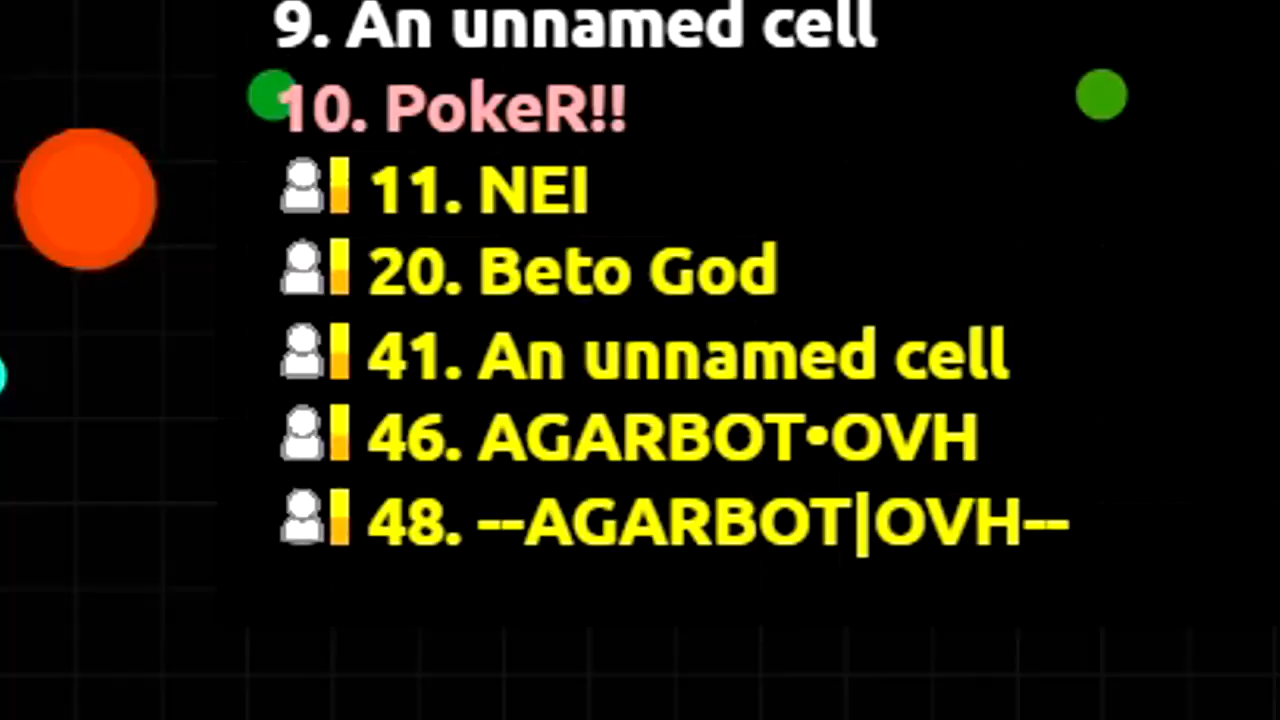 9. An unnamed cell
10. PokeR!!
11. NEI
20. Beto God
41. An unnamed cell
46. AGARBOT•OVH
48. --AGARBOT|OVH--